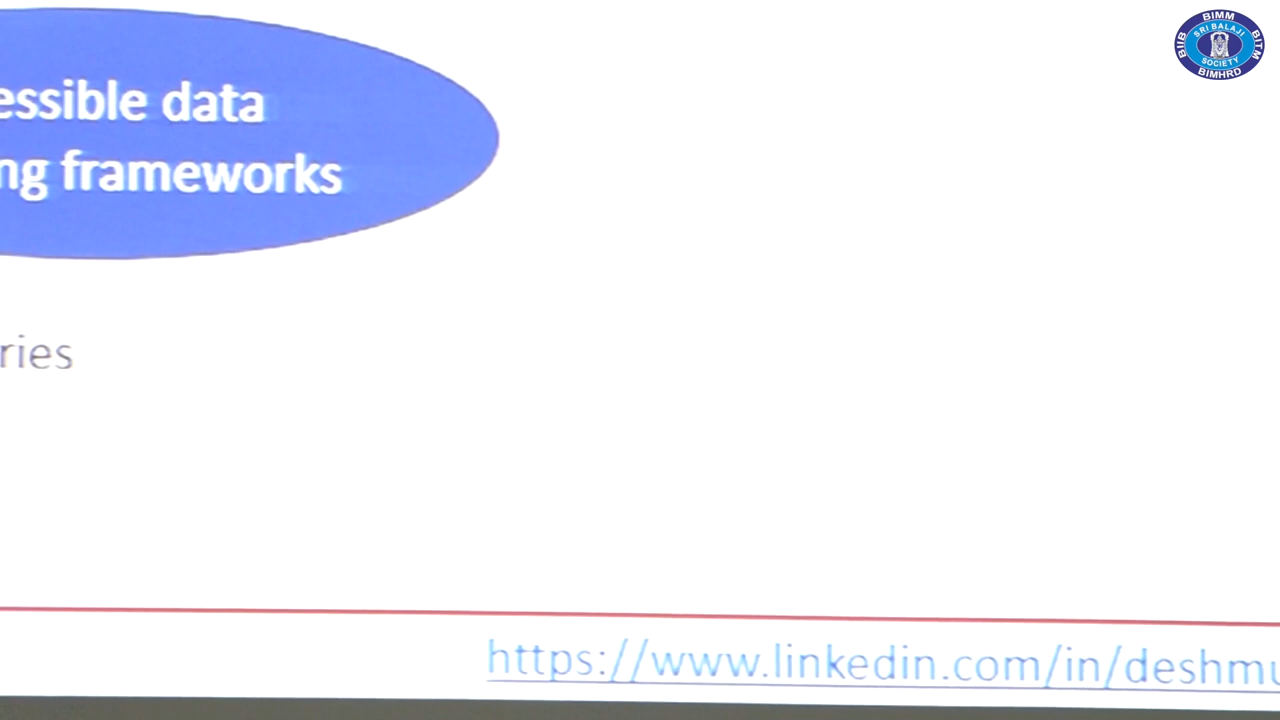 essible data
ng frameworks
ries
https://www.linkedin.com/in/deshmu
BIMM
BIIB
SRI BALAJI
SOCIETY
BITM
BIMHRD